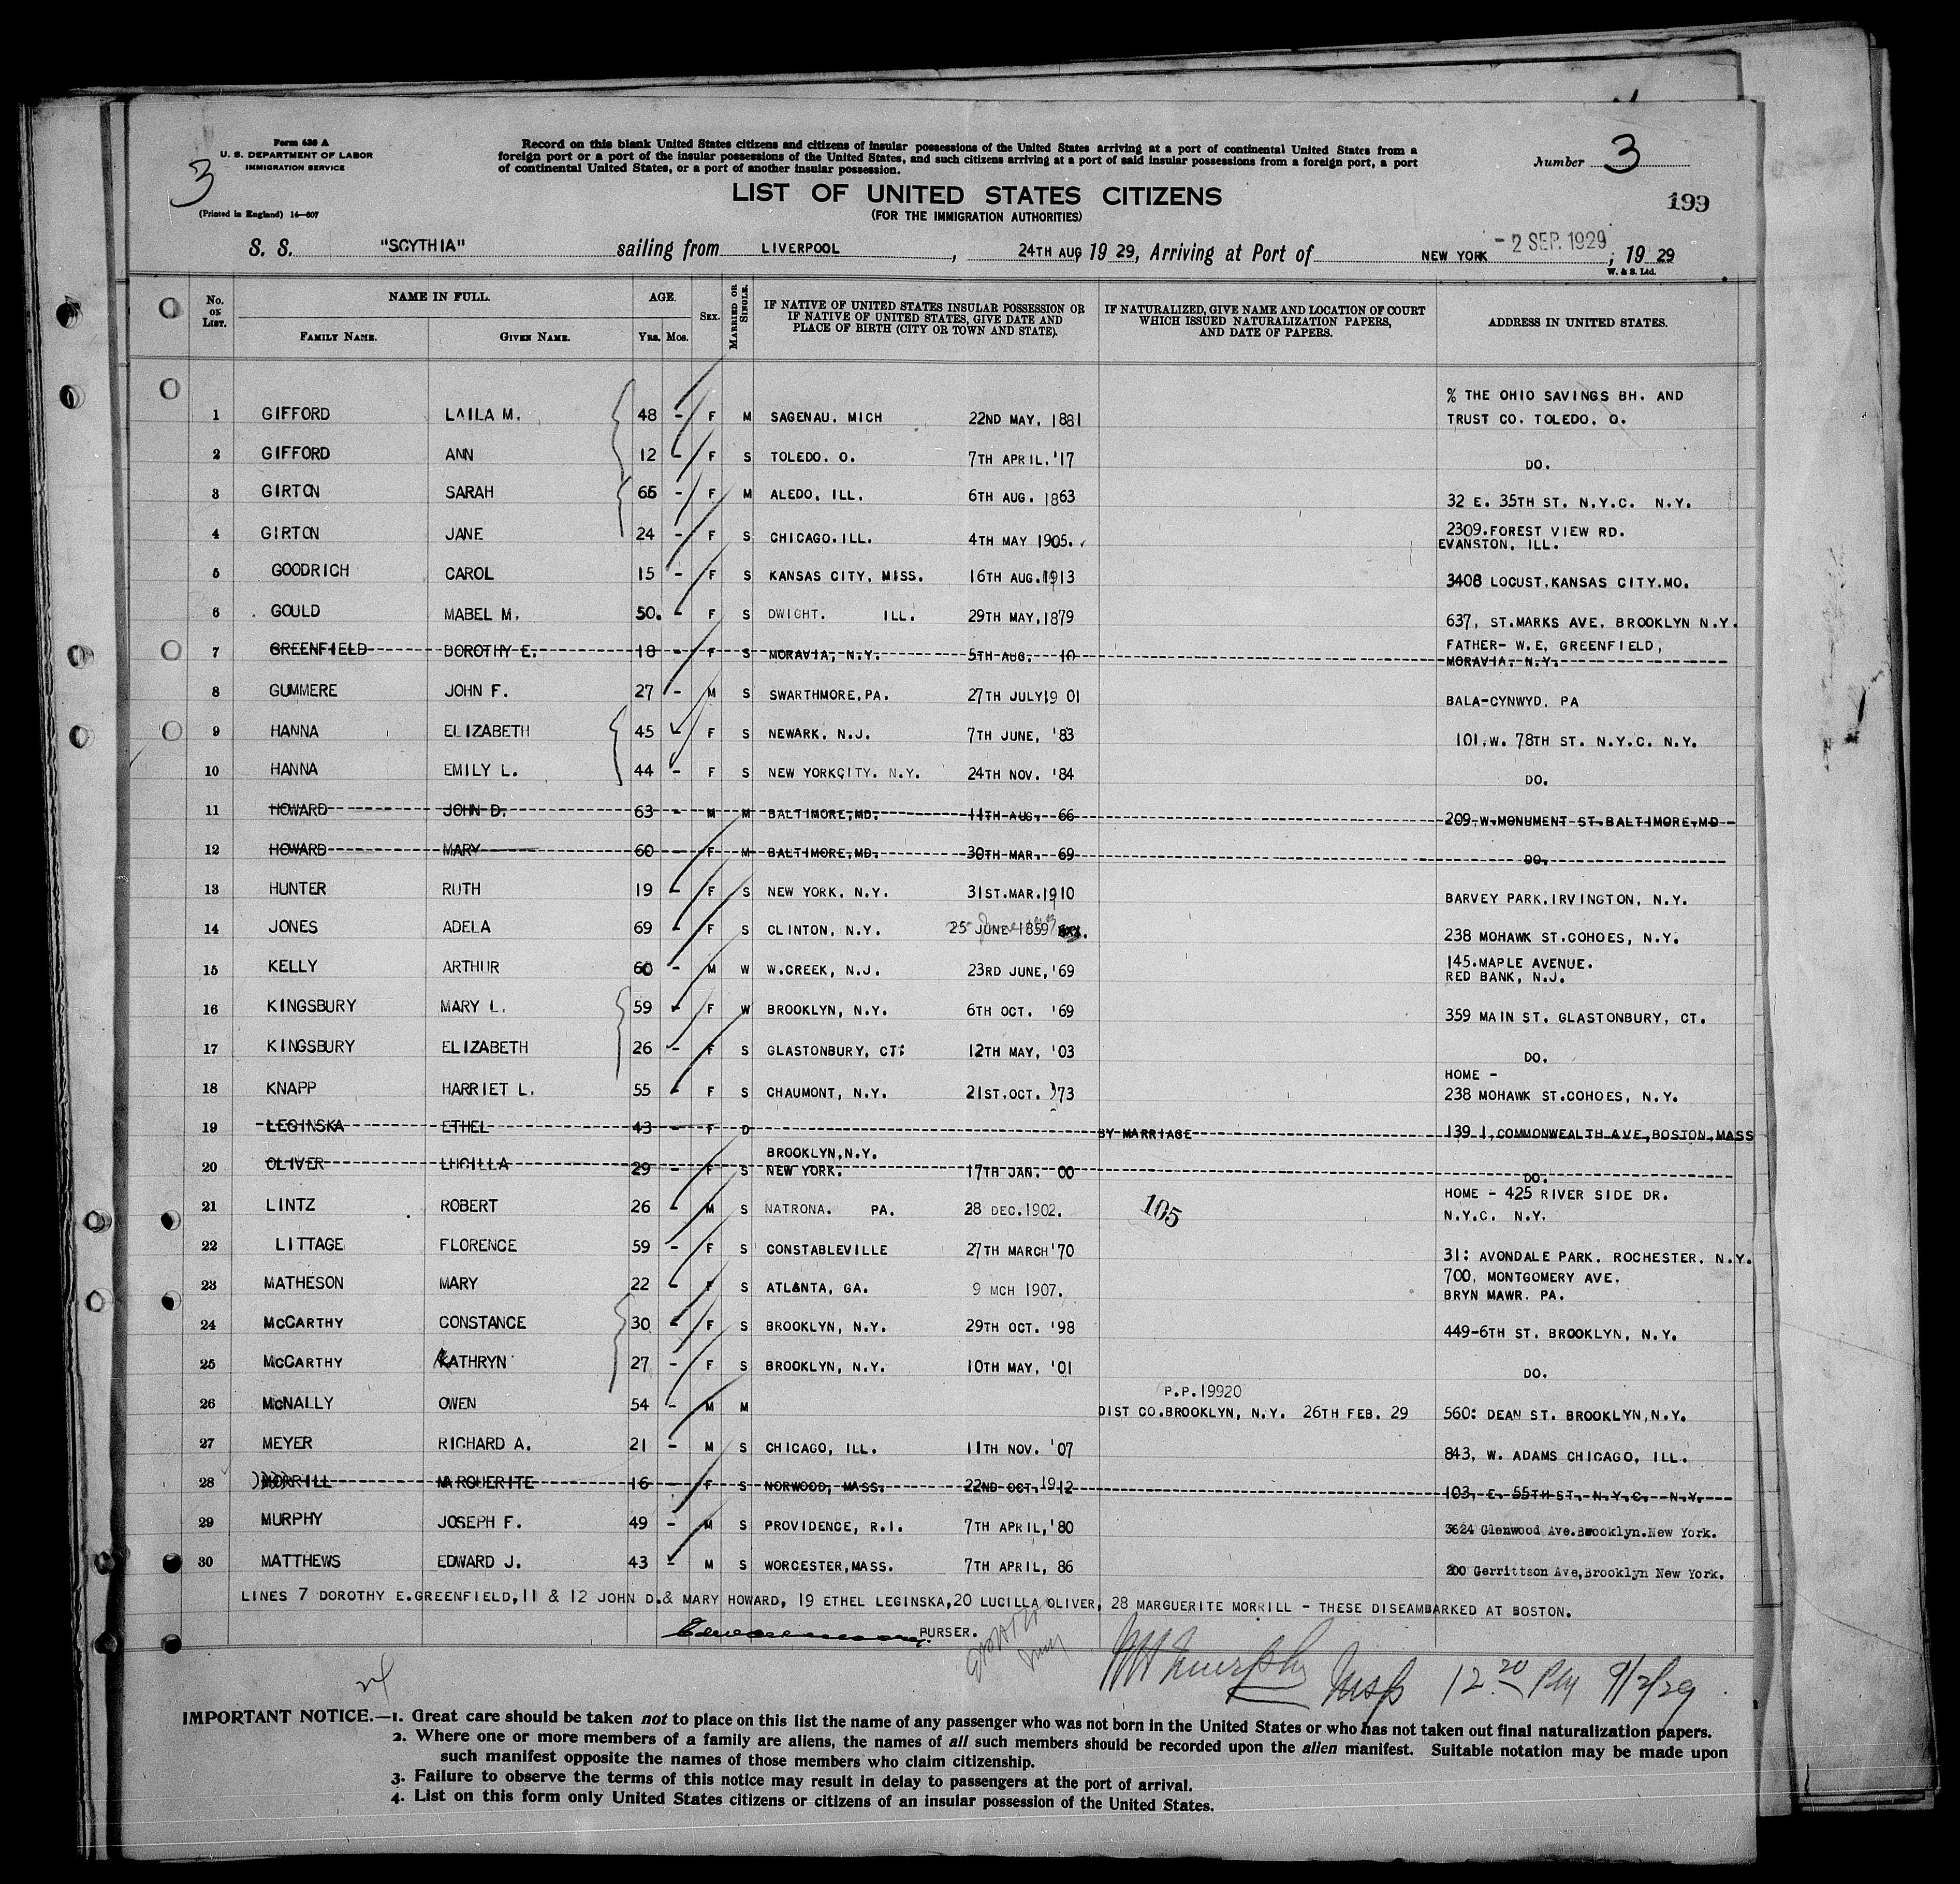 Form 630 A
U. S. DEPARTMENT OF LABOR
IMMIGRATION SERVICE
3
(Printed in England) 14—607
Record on this blank United States citizens and citizens of insular possessions of the United States arriving at a port of continental United States from a
foreign port or a port of the insular possessions of the United States, and such citizens arriving at a port of said insular possessions from a foreign port, a port
of continental United States, or a port of another insular possession.
Number 3
199
LIST OF UNITED STATES CITIZENS
(FOR THE IMMIGRATION AUTHORITIES)
S. S. "SCYTHIA" sailing from LIVERPOOL, 24TH AUG 19 29, Arriving at Port of NEW YORK - 2 SEP. 1929; 19 29
W. & S. Ltd.
No. on List. NAME IN FULL. Family Name. Given Name. AGE. Yrs. Mos. Sex. Married or Single. IF NATIVE OF UNITED STATES INSULAR POSSESSION OR IF NATIVE OF UNITED STATES, GIVE DATE AND PLACE OF BIRTH (CITY OR TOWN AND STATE). IF NATURALIZED, GIVE NAME AND LOCATION OF COURT WHICH ISSUED NATURALIZATION PAPERS, AND DATE OF PAPERS. ADDRESS IN UNITED STATES.
% THE OHIO SAVINGS BH. AND
1 GIFFORD LAILA M. 48 - F M SAGENAU. MICH 22ND MAY, 1881 TRUST CO. TOLEDO. O.
2 GIFFORD ANN 12 - F S TOLEDO. O. 7TH APRIL.'17 DO.
3 GIRTON SARAH 66 - F M ALEDO, ILL. 6TH AUG. 1863 32 E. 35TH ST. N.Y.C. N.Y.
4 GIRTON JANE 24 - F S CHICAGO.ILL. 4TH MAY 1905. 2309.FOREST VIEW RD.
EVANSTON, ILL.
5 GOODRICH CAROL 15 - F S KANSAS CITY, MISS. 16TH AUG.1913 3408 LOCUST.KANSAS CITY.MO.
6 GOULD MABEL M. 50. - F S DWIGHT. ILL. 29TH MAY,1879 637, ST.MARKS AVE. BROOKLYN N.Y.
7 GREENFIELD DOROTHY E. 18 - F S MORAVIA, N.Y. 5TH AUG. 10 FATHER- W.E, GREENFIELD,
MORAVIA, N.Y.
8 GUMMERE JOHN F. 27 - M S SWARTHMORE,PA. 27TH JULY19 01 BALA-CYNWYD. PA
9 HANNA ELIZABETH 45 - F S NEWARK. N.J. 7TH JUNE, '83 101,W. 78TH ST. N.Y.C. N.Y.
10 HANNA EMILY L. 44 - F S NEW YORKCITY. N.Y. 24TH NOV. '84 DO.
11 HOWARD JOHN D. 63 - M M BALTIMORE,MD. 11TH AUG. 66 209,W.MONUMENT ST.BALTIMORE,MD
12 HOWARD MARY 60 - F M BALTIMORE,MD. 30TH MAR. 69 DO.
13 HUNTER RUTH 19 - F S NEW YORK, N.Y. 31ST.MAR.1910 BARVEY PARK.IRVINGTON, N.Y.
14 JONES ADELA 69 - F S CLINTON, N.Y. 25 JUNE 1859 238 MOHAWK ST.COHOES, N.Y.
15 KELLY ARTHUR 60 - M W W.CREEK, N.J. 23RD JUNE,'69 145.MAPLE AVENUE.
RED BANK, N.J.
16 KINGSBURY MARY L. 59 - F W BROOKLYN, N.Y. 6TH OCT. '69 359 MAIN ST. GLASTONBURY, CT.
17 KINGSBURY ELIZABETH 26 - F S GLASTONBURY, CT: 12TH MAY, '03 DO.
HOME -
18 KNAPP HARRIET L. 55 - F S CHAUMONT, N.Y. 21ST.OCT. '73 238 MOHAWK ST.COHOES, N.Y.
19 LEGINSKA ETHEL 43 - F D BY MARRIAGE 139 1,COMMONWEALTH AVE,BOSTON,MASS
BROOKLYN,N.Y.
20 OLIVER LUCILLA 29 - F S NEW YORK. 17TH JAN. 00 DO.
21 LINTZ ROBERT 26 - M S NATRONA. PA. 28 DEC.1902. 105 HOME - 425 RIVER SIDE DR.
N.Y.C. N.Y.
22 LITTAGE FLORENCE 59 - F S CONSTABLEVILLE 27TH MARCH'70 31: AVONDALE PARK. ROCHESTER, N.Y.
23 MATHESON MARY 22 - F S ATLANTA, GA. 9 MCH 1907. 700, MONTGOMERY AVE.
BRYN MAWR. PA.
24 McCARTHY CONSTANCE 30 - F S BROOKLYN, N.Y. 29TH OCT. '98 449-6TH ST. BROOKLYN, N.Y.
25 McCARTHY KATHRYN 27 - F S BROOKLYN, N.Y. 10TH MAY, '01 DO.
P.P.19920
26 McNALLY OWEN 54 - M M DIST CO.BROOKLYN, N.Y. 26TH FEB. 29 560: DEAN ST. BROOKLYN,N.Y.
27 MEYER RICHARD A. 21 - M S CHICAGO, ILL. 11TH NOV. '07 843, W. ADAMS CHICAGO, ILL.
28 MORRILL MARGUERITE 16 - F S NORWOOD, MASS. 22ND OCT,1912 103, E. 55TH ST. N.Y.C. N.Y.
29 MURPHY JOSEPH F. 49 - M S PROVIDENCE, R.I. 7TH APRIL,'80 3624 Glenwood Ave.Brooklyn.New York.
30 MATTHEWS EDWARD J. 43 - M S WORCESTER,MASS. 7TH APRIL, 86 200 Gerrittson Ave,Brooklyn New York.
LINES 7 DOROTHY E.GREENFIELD,11 & 12 JOHN D.& MARY HOWARD, 19 ETHEL LEGINSKA,20 LUCILLA OLIVER, 28 MARGUERITE MORRILL - THESE DISEAMBARKED AT BOSTON.
PURSER.
Murphy Insp 12 20 PM 9/2/29
IMPORTANT NOTICE.—1. Great care should be taken not to place on this list the name of any passenger who was not born in the United States or who has not taken out final naturalization papers.
2. Where one or more members of a family are aliens, the names of all such members should be recorded upon the alien manifest. Suitable notation may be made upon
such manifest opposite the names of those members who claim citizenship.
3. Failure to observe the terms of this notice may result in delay to passengers at the port of arrival.
4. List on this form only United States citizens or citizens of an insular possession of the United States.